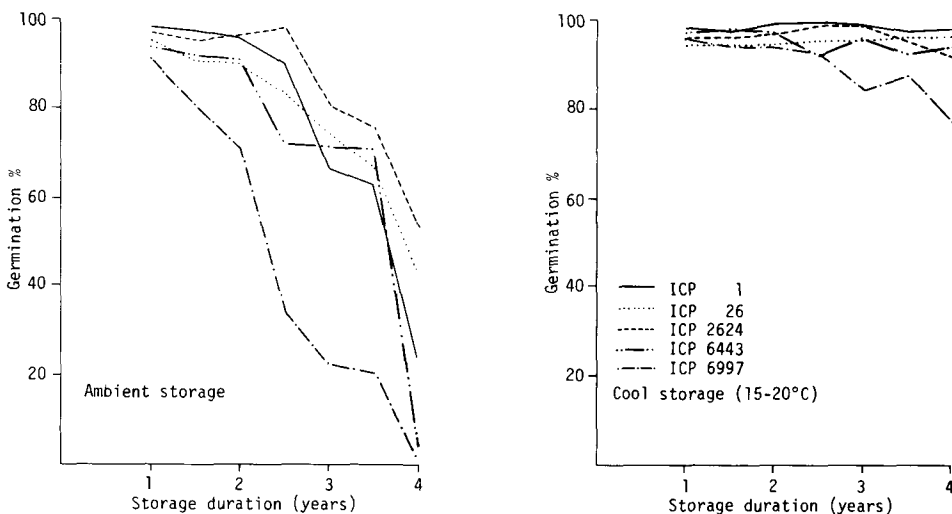 100
80
60
40
20
Germination %
Ambient storage
1 2 3 4
Storage duration (years)
100
80
60
40
20
Germination %
ICP 1
ICP 26
ICP 2624
ICP 6443
ICP 6997
Cool storage (15-20°C)
1 2 3 4
Storage duration (years)